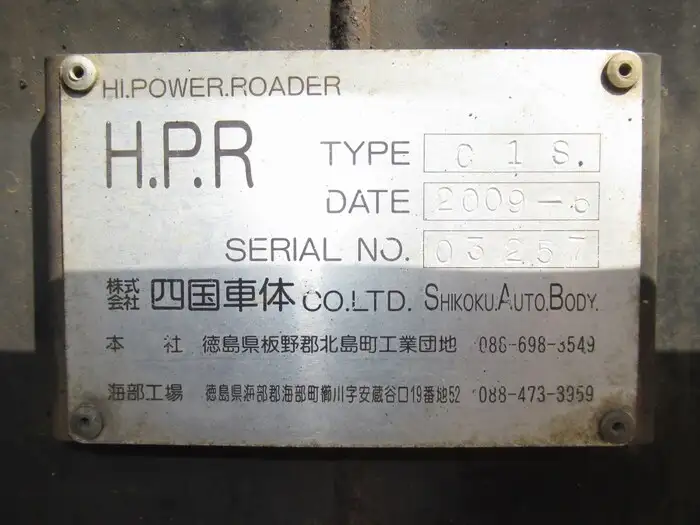 HI.POWER.ROADER
H.P.R
TYPE C 1 S.
DATE 2009-6
SERIAL NO. 03257
株式会社 四国車体 CO.LTD. SHIKOKU.AUTO.BODY.
本 社 徳島県板野郡北島町工業団地 088-698-3549
海部工場 徳島県海部郡海部町櫛川字安蔵谷口19番地52 088-473-3959